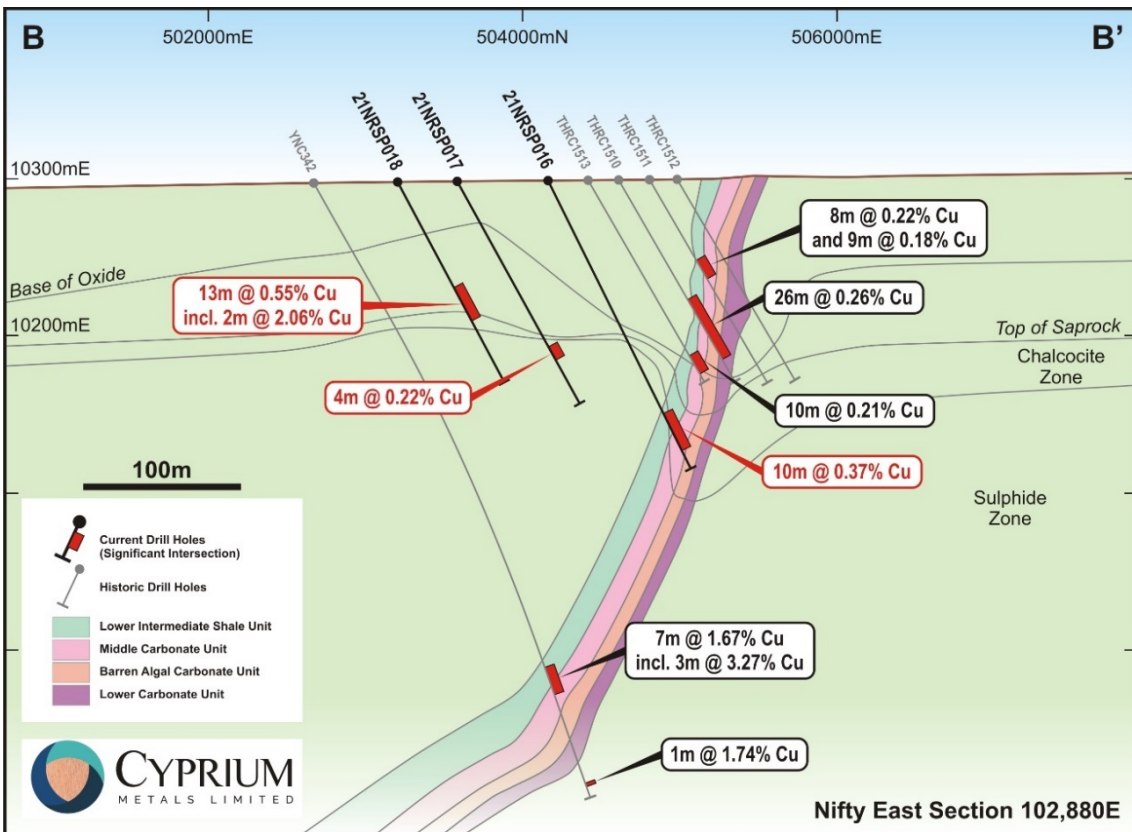 B
502000mE
504000mN
506000mE
B'
YNC342
21NRSP018
21NRSP017
21NRSP016
THRC1513
THRC1510
THRC1511
THRC1512
10300mE
8m @ 0.22% Cu
and 9m @ 0.18% Cu
Base of Oxide
13m @ 0.55% Cu
incl. 2m @ 2.06% Cu
26m @ 0.26% Cu
10200mE
Top of Saprock
Chalcocite
Zone
4m @ 0.22% Cu
10m @ 0.21% Cu
100m
10m @ 0.37% Cu
Sulphide
Zone
Current Drill Holes
(Significant Intersection)
Historic Drill Holes
Lower Intermediate Shale Unit
Middle Carbonate Unit
Barren Algal Carbonate Unit
Lower Carbonate Unit
7m @ 1.67% Cu
incl. 3m @ 3.27% Cu
1m @ 1.74% Cu
CYPRIUM
METALS LIMITED
Nifty East Section 102,880E